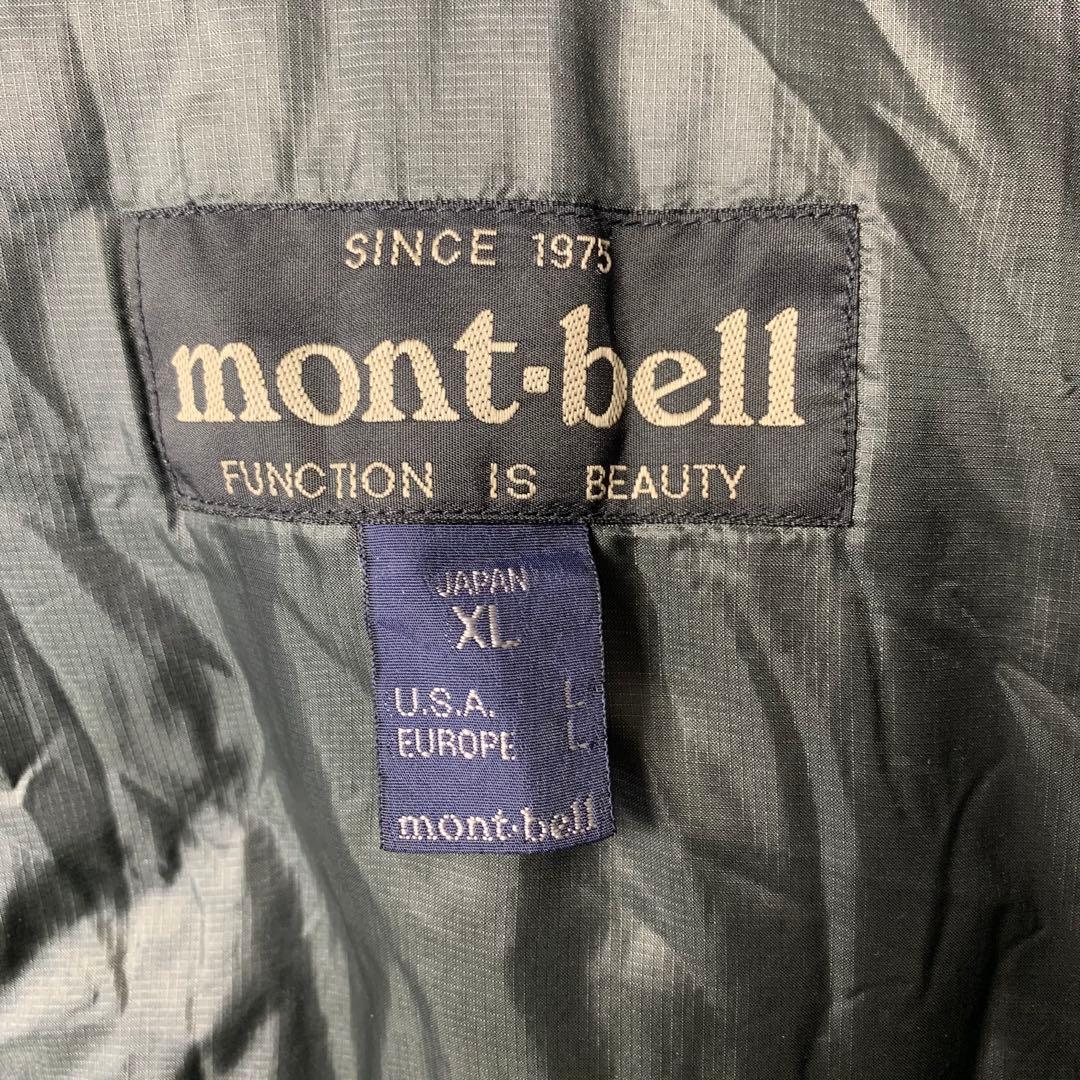 SINCE 1975
mont·bell
FUNCTION IS BEAUTY
JAPAN
XL
U.S.A. L
EUROPE L
mont·bell